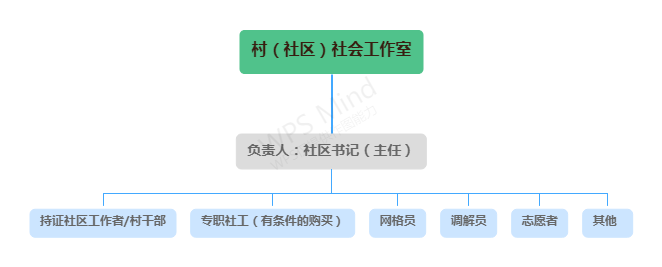 村（社区）社会工作室
WPS Mind
负责人：社区书记（主任）
持证社区工作者/村干部
专职社工（有条件的购买）
网格员
调解员
志愿者
其他